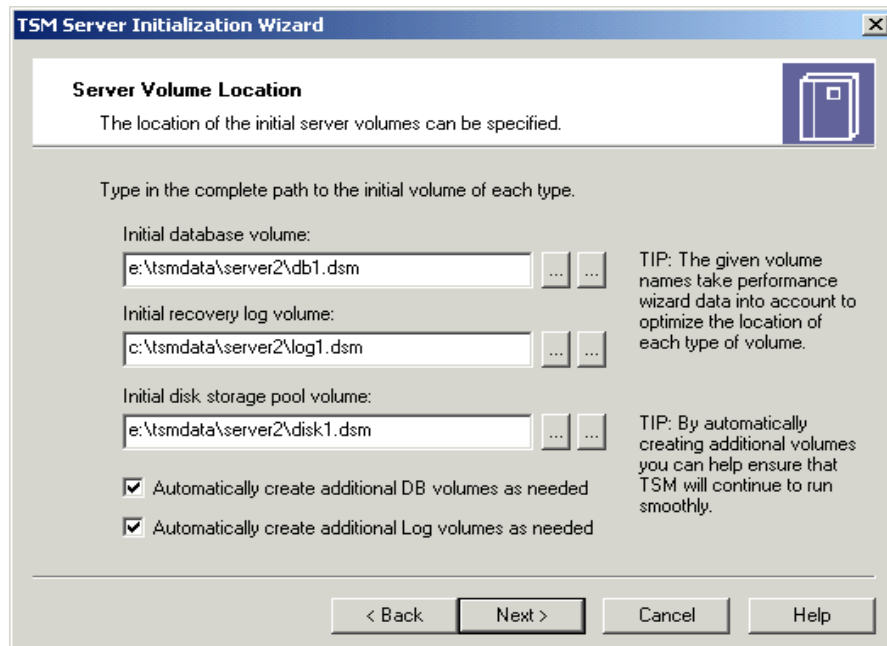 TSM Server Initialization Wizard
Server Volume Location
The location of the initial server volumes can be specified.
Type in the complete path to the initial volume of each type.
Initial database volume:
e:\tsmdata\server2\db1.dsm
... ...
TIP: The given volume
names take performance
wizard data into account to
optimize the location of
each type of volume.
Initial recovery log volume:
c:\tsmdata\server2\log1.dsm
... ...
Initial disk storage pool volume:
e:\tsmdata\server2\disk1.dsm
... ...
TIP: By automatically
creating additional volumes
you can help ensure that
TSM will continue to run
smoothly.
Automatically create additional DB volumes as needed
Automatically create additional Log volumes as needed
< Back
Next >
Cancel
Help